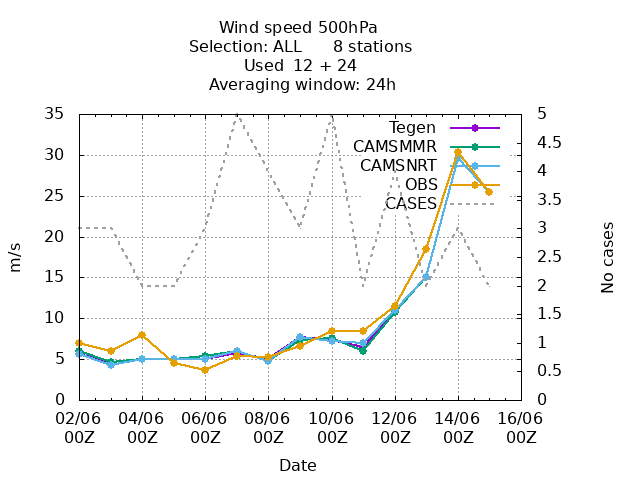 Wind speed 500hPa
Selection: ALL      8 stations
Used  12 + 24
Averaging window: 24h
Tegen
CAMSMMR
CAMSNRT
OBS
CASES
35
30
25
20
15
10
5
0
m/s
5
4.5
4
3.5
3
2.5
2
1.5
1
0.5
0
No cases
02/06 04/06 06/06 08/06 10/06 12/06 14/06 16/06
00Z 00Z 00Z 00Z 00Z 00Z 00Z 00Z
Date